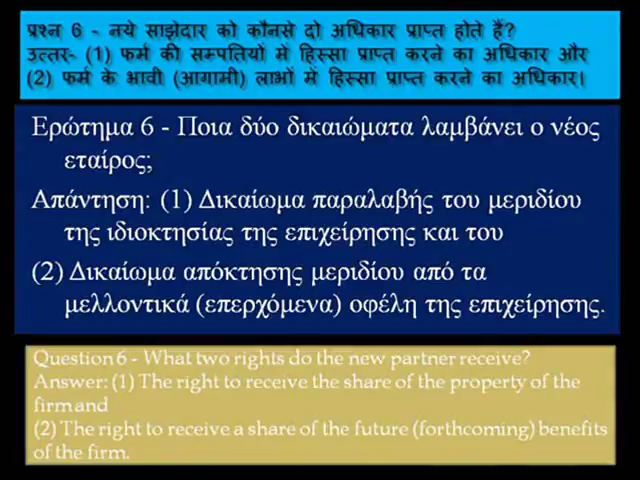 प्रश्न 6 - नये साझेदार को कौनसे दो अधिकार प्राप्त होते हैं?
उत्तर- (1) फर्म की सम्पतियों में हिस्सा प्राप्त करने का अधिकार और
(2) फर्म के भावी (आगामी) लाभों में हिस्सा प्राप्त करने का अधिकार।
Ερώτημα 6 - Ποια δύο δικαιώματα λαμβάνει ο νέος
εταίρος;
Απάντηση: (1) Δικαίωμα παραλαβής του μεριδίου
της ιδιοκτησίας της επιχείρησης και του
(2) Δικαίωμα απόκτησης μεριδίου από τα
μελλοντικά (επερχόμενα) οφέλη της επιχείρησης.
Question 6 - What two rights do the new partner receive?
Answer: (1) The right to receive the share of the property of the
firm and
(2) The right to receive a share of the future (forthcoming) benefits
of the firm.